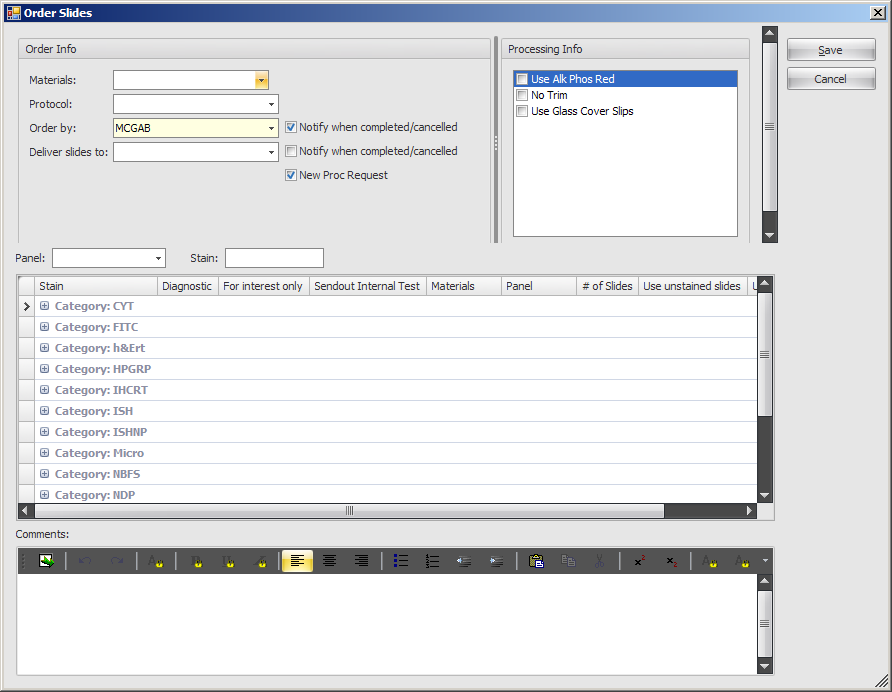 Order Slides
Order Info
Processing Info
Save
Cancel
Materials:
Protocol:
Order by: MCGAB
Notify when completed/cancelled
Deliver slides to:
Notify when completed/cancelled
New Proc Request
Use Alk Phos Red
No Trim
Use Glass Cover Slips
Panel:
Stain:
Stain Diagnostic For interest only Sendout Internal Test Materials Panel # of Slides Use unstained slides
Category: CYT
Category: FITC
Category: h&Ert
Category: HPGRP
Category: IHCRT
Category: ISH
Category: ISHNP
Category: Micro
Category: NBFS
Category: NDP
Comments: